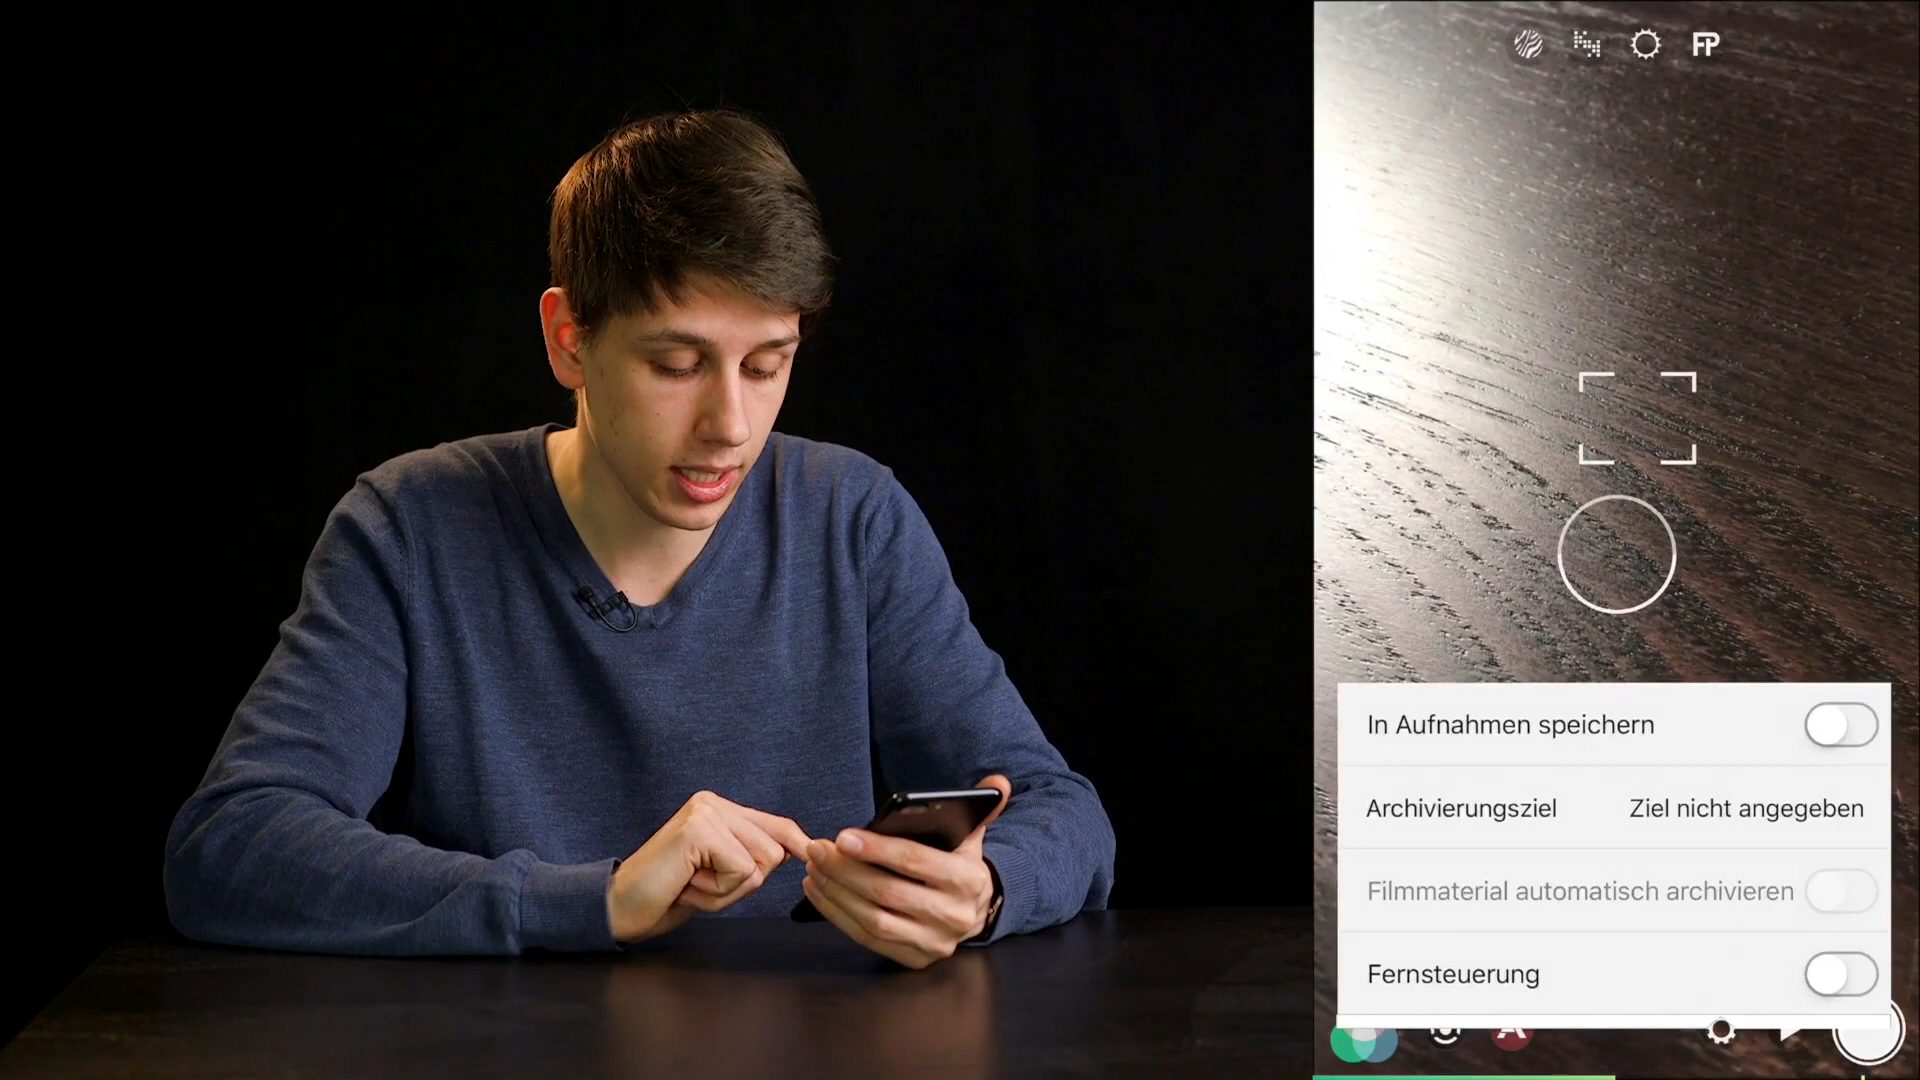 FP
In Aufnahmen speichern
Archivierungsziel Ziel nicht angegeben
Filmmaterial automatisch archivieren
Fernsteuerung
A